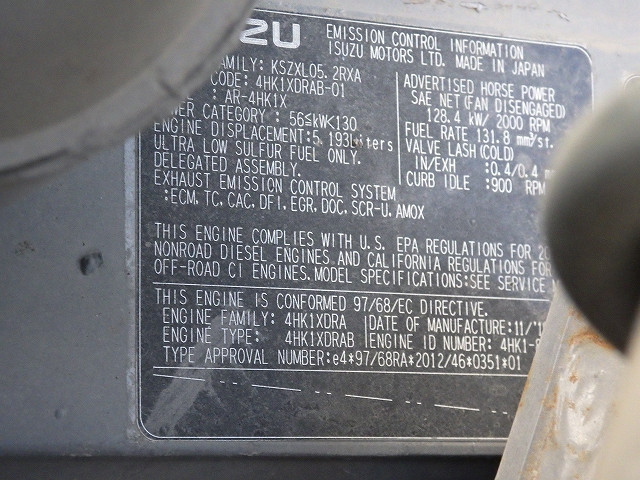 ZU EMISSION CONTROL INFORMATION
ISUZU MOTORS LTD. MADE IN JAPAN
FAMILY: KSZXL05.2RXA
CODE: 4HK1XDRAB-01
: AR-4HK1X
POWER CATEGORY : 56≦kW<130
ENGINE DISPLACEMENT:5.193Liters
ULTRA LOW SULFUR FUEL ONLY.
DELEGATED ASSEMBLY.
EXHAUST EMISSION CONTROL SYSTEM
:ECM, TC, CAC, DFI, EGR, DOC, SCR-U, AMOX
ADVERTISED HORSE POWER
SAE NET(FAN DISENGAGED)
128.4 kW/ 2000 RPM
FUEL RATE 131.8 mm³/st.
VALVE LASH(COLD)
IN/EXH :0.4/0.4 m
CURB IDLE :900 RPM
THIS ENGINE COMPLIES WITH U.S. EPA REGULATIONS FOR 20
NONROAD DIESEL ENGINES AND CALIFORNIA REGULATIONS FOR
OFF-ROAD CI ENGINES. MODEL SPECIFICATIONS:SEE SERVICE
THIS ENGINE IS CONFORMED 97/68/EC DIRECTIVE.
ENGINE FAMILY: 4HK1XDRA DATE OF MANUFACTURE:11/'1
ENGINE TYPE: 4HK1XDRAB ENGINE ID NUMBER: 4HK1-
TYPE APPROVAL NUMBER:e4*97/68RA*2012/46*0351*01